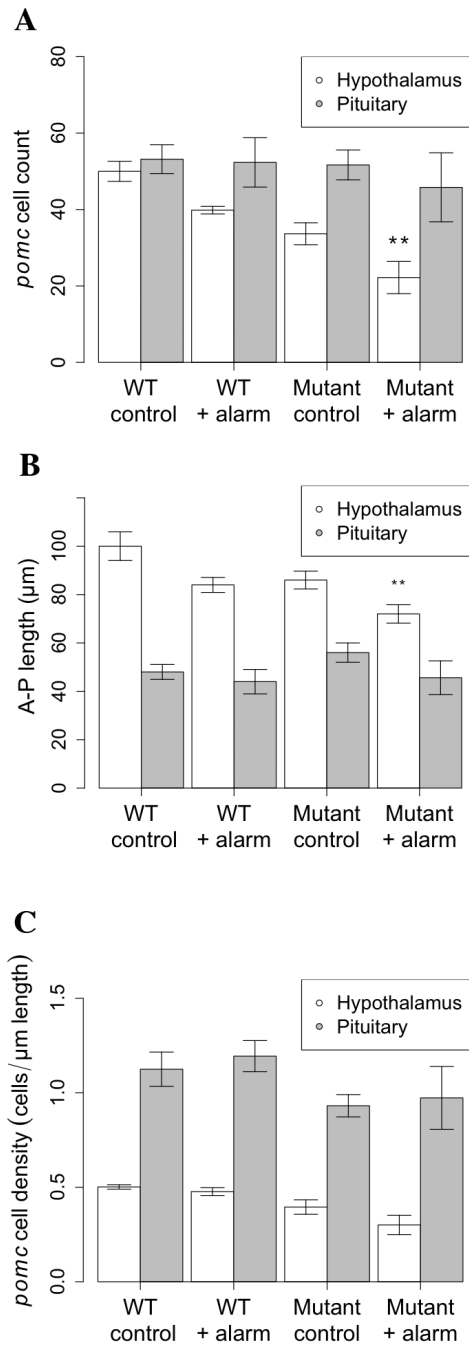 A
pomc cell count
80
60
40
20
0
Hypothalamus
Pituitary
**
WT control
WT + alarm
Mutant control
Mutant + alarm
B
A-P length (µm)
100
80
60
40
20
0
Hypothalamus
Pituitary
**
WT control
WT + alarm
Mutant control
Mutant + alarm
C
pomc cell density (cells/µm length)
1.5
1.0
0.5
0.0
Hypothalamus
Pituitary
WT control
WT + alarm
Mutant control
Mutant + alarm